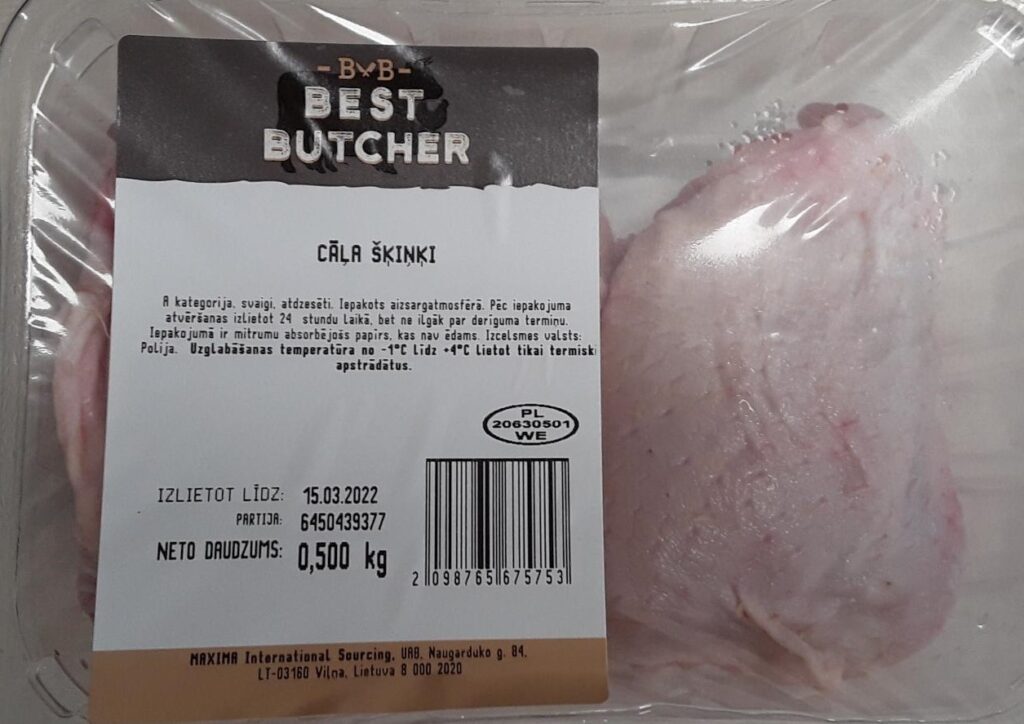 -B B-
BEST
BUTCHER
CĀĻA ŠĶIŅĶI
A kategorija, svaigi, atdzesēti. Iepakots aizsargatmosfērā. Pēc iepakojuma
atvēršanas izlietot 24 stundu Laikā, bet ne ilgāk par derīguma termiņu.
Iepakojumā ir mitrumu absorbējošs papīrs, kas nav ēdams. Izcelsmes valsts:
Polija. Uzglabāšanas temperatūra no -1°C Līdz +4°C Lietot tikai termiski
apstrādātus.
PL
20630501
WE
IZLIETOT LĪDZ: 15.03.2022
PARTIJA: 6450439377
NETO DAUDZUMS: 0,500 kg
2 098765 675753
MAXIMA International Sourcing, UAB, Naugarduko g. 84,
LT-03160 Viļņa, Lietuva 8 000 2020